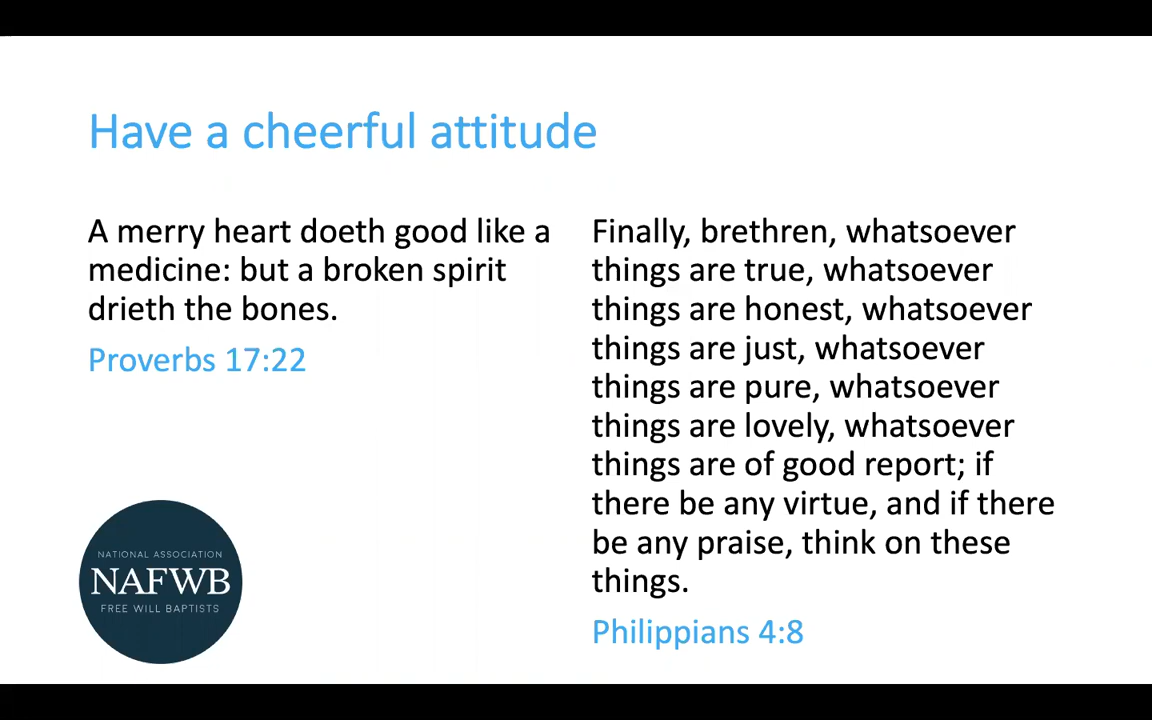 Have a cheerful attitude
A merry heart doeth good like a
medicine: but a broken spirit
drieth the bones.
Proverbs 17:22
Finally, brethren, whatsoever
things are true, whatsoever
things are honest, whatsoever
things are just, whatsoever
things are pure, whatsoever
things are lovely, whatsoever
things are of good report; if
there be any virtue, and if there
be any praise, think on these
things.
Philippians 4:8
NATIONAL ASSOCIATION
NAFWB
FREE WILL BAPTISTS